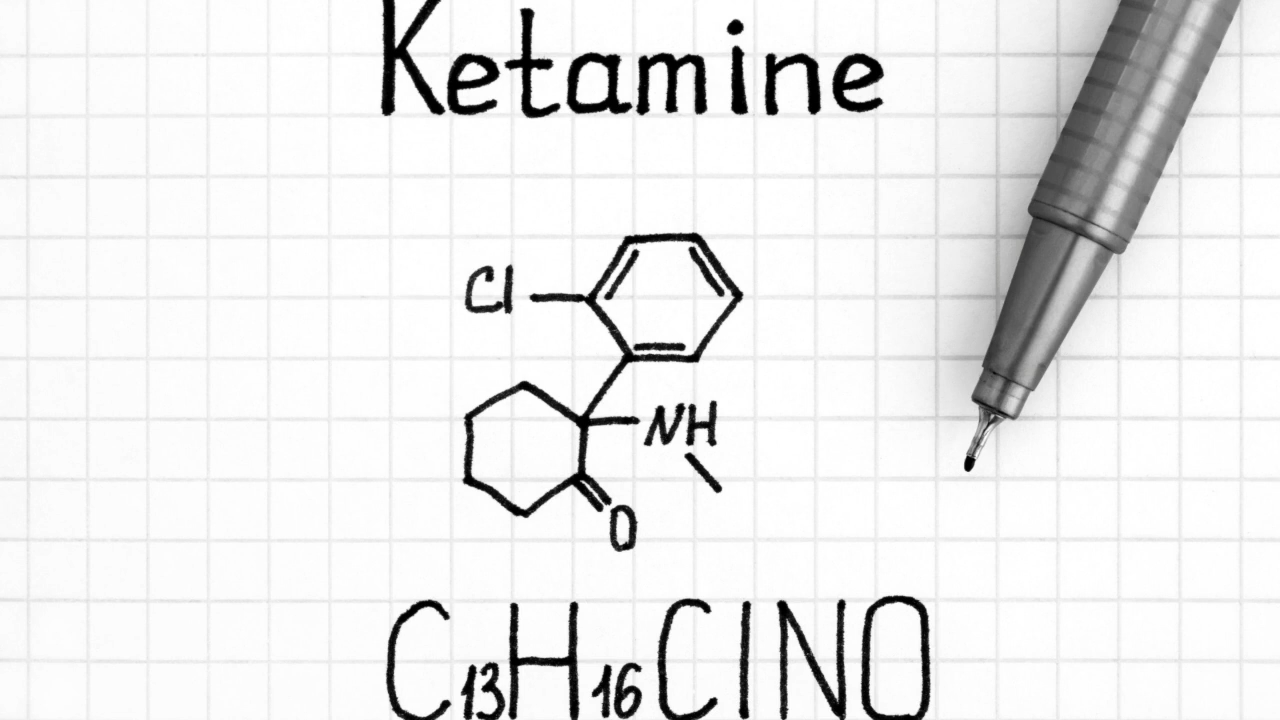 Ketamine
Cl
NH
O
C₁₃H₁₆ClNO